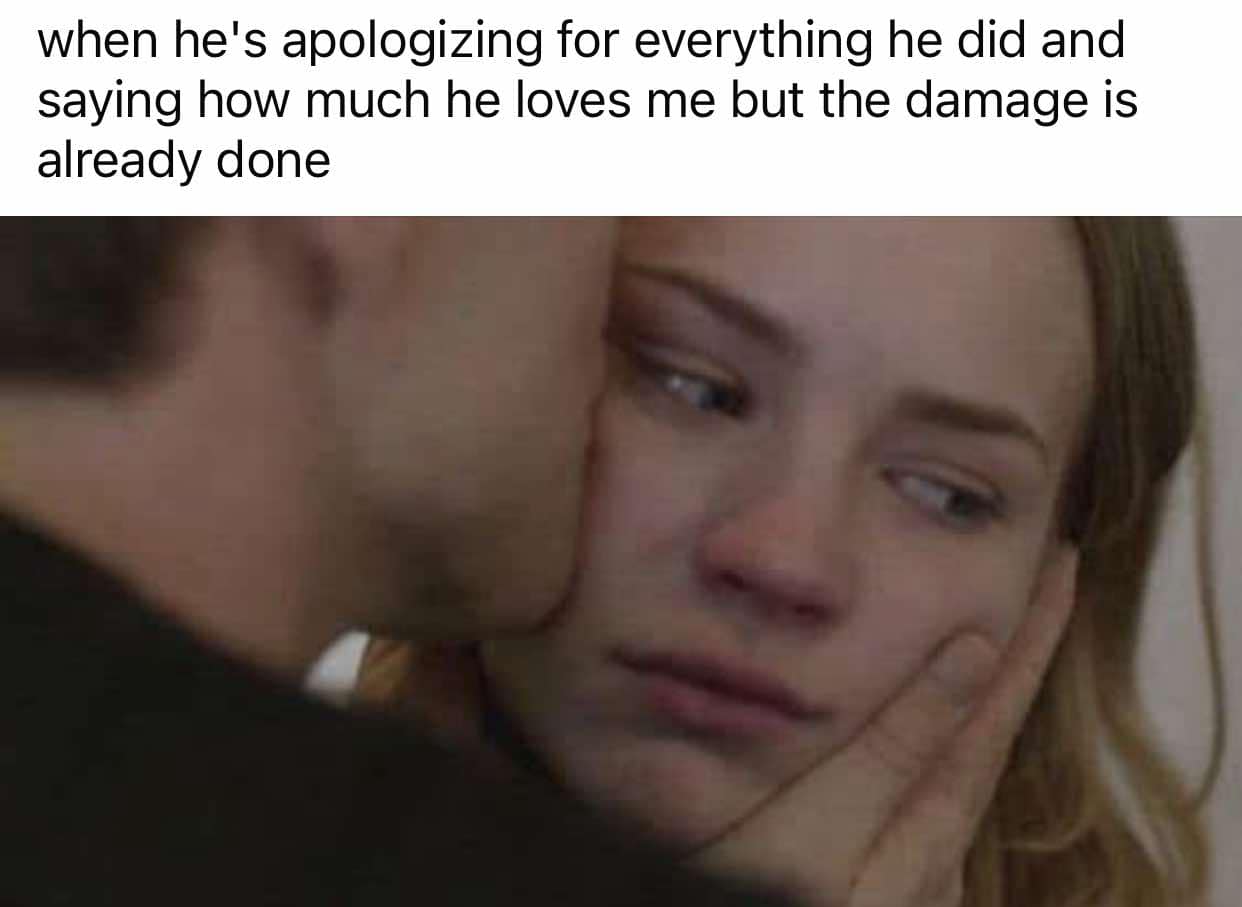 when he's apologizing for everything he did and
saying how much he loves me but the damage is
already done